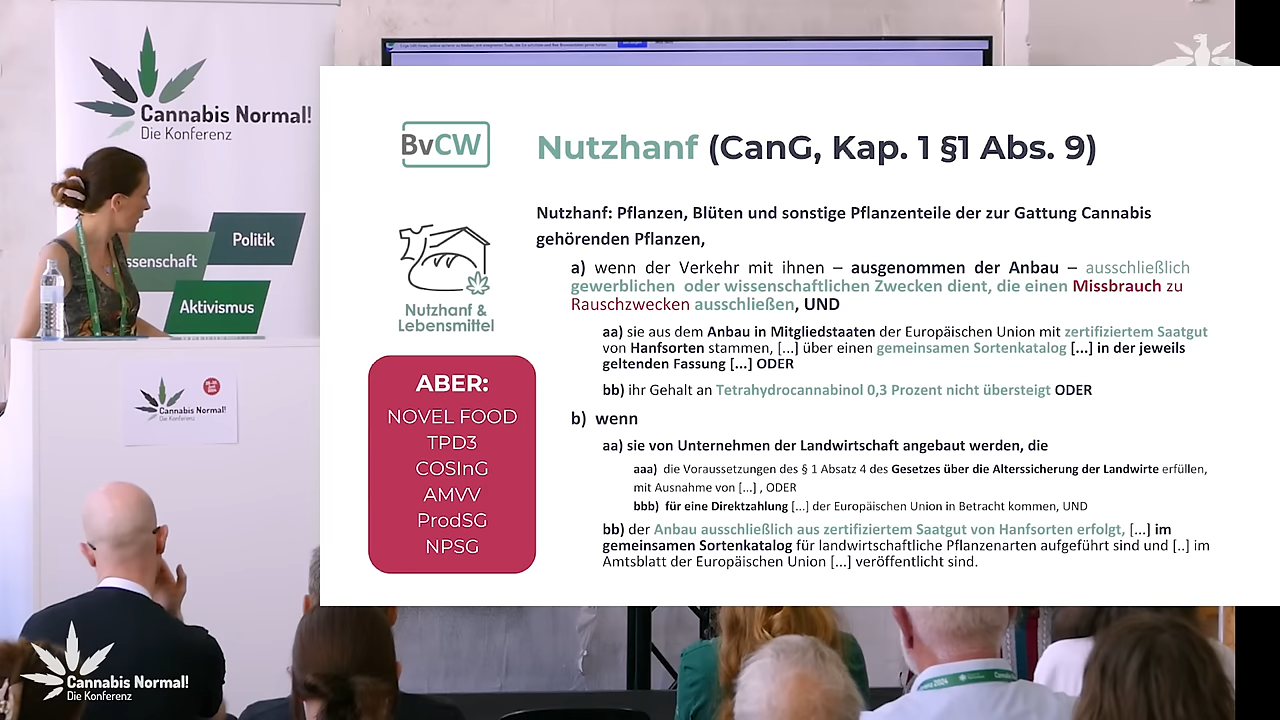 Cannabis Normal!
Die Konferenz
ssenschaft
Politik
Aktivismus
Cannabis Normal!
Die Konferenz
BvCW
Nutzhanf &
Lebensmittel
ABER:
NOVEL FOOD
TPD3
COSInG
AMVV
ProdSG
NPSG
Nutzhanf (CanG, Kap. 1 §1 Abs. 9)
Nutzhanf: Pflanzen, Blüten und sonstige Pflanzenteile der zur Gattung Cannabis
gehörenden Pflanzen,
a) wenn der Verkehr mit ihnen – ausgenommen der Anbau – ausschließlich
gewerblichen oder wissenschaftlichen Zwecken dient, die einen Missbrauch zu
Rauschzwecken ausschließen, UND
aa) sie aus dem Anbau in Mitgliedstaaten der Europäischen Union mit zertifiziertem Saatgut
von Hanfsorten stammen, [...] über einen gemeinsamen Sortenkatalog [...] in der jeweils
geltenden Fassung [...] ODER
bb) ihr Gehalt an Tetrahydrocannabinol 0,3 Prozent nicht übersteigt ODER
b) wenn
aa) sie von Unternehmen der Landwirtschaft angebaut werden, die
aaa) die Voraussetzungen des § 1 Absatz 4 des Gesetzes über die Alterssicherung der Landwirte erfüllen,
mit Ausnahme von [...] , ODER
bbb) für eine Direktzahlung [...] der Europäischen Union in Betracht kommen, UND
bb) der Anbau ausschließlich aus zertifiziertem Saatgut von Hanfsorten erfolgt, [...] im
gemeinsamen Sortenkatalog für landwirtschaftliche Pflanzenarten aufgeführt sind und [..] im
Amtsblatt der Europäischen Union [...] veröffentlicht sind.
Cannabis Normal!
Die Konferenz